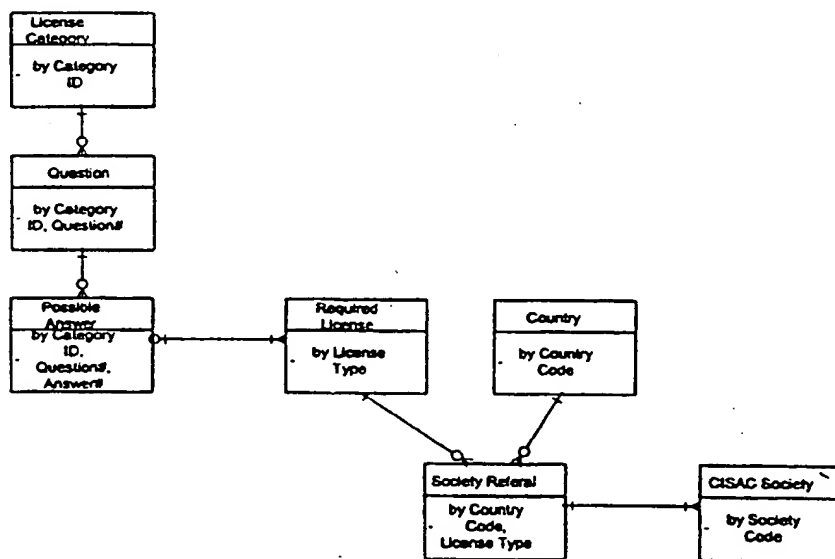 License
Category
by Category
ID
Question
by Category
ID, Question#
Possible
Answer
by Category
ID,
Question#,
Answer#
Required
License
by License
Type
Country
by Country
Code
Society Referal
by Country
Code,
License Type
CISAC Society
by Society
Code